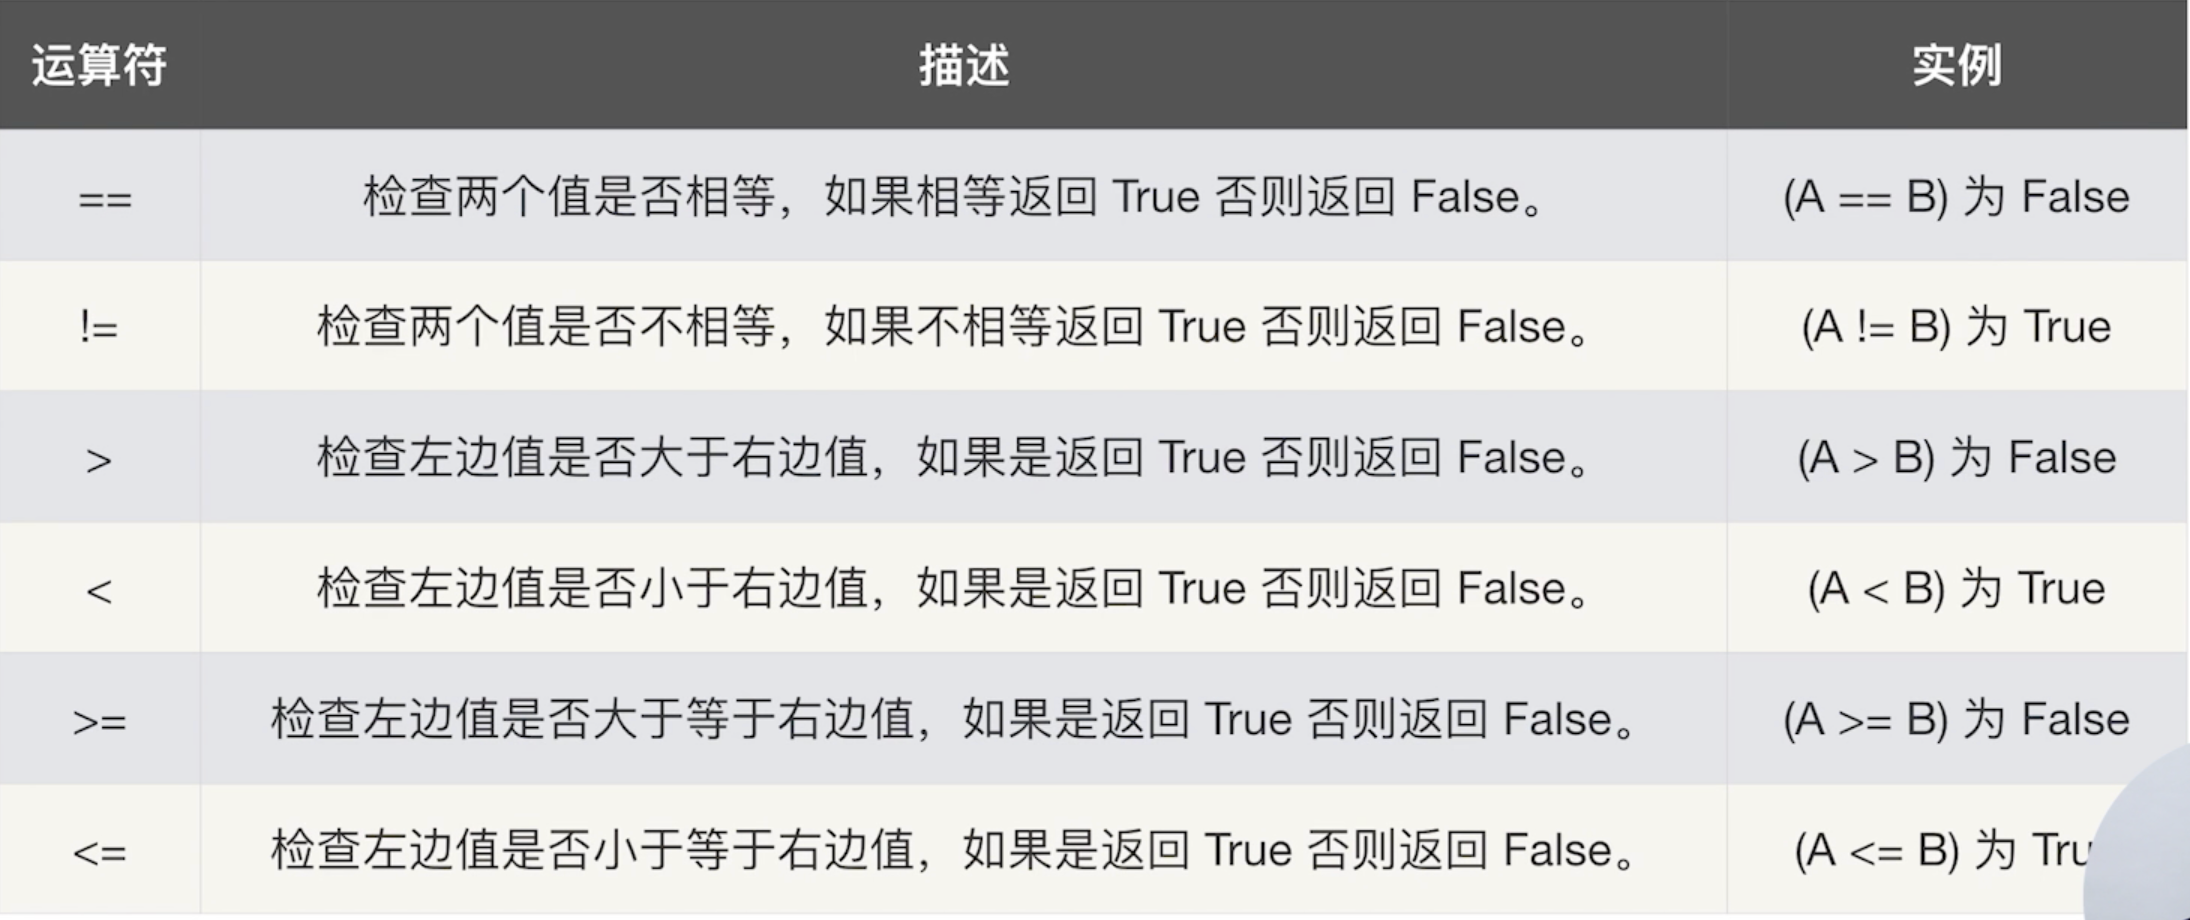 运算符 描述 实例
== 检查两个值是否相等，如果相等返回 True 否则返回 False。 (A == B) 为 False
!= 检查两个值是否不相等，如果不相等返回 True 否则返回 False。 (A != B) 为 True
> 检查左边值是否大于右边值，如果是返回 True 否则返回 False。 (A > B) 为 False
< 检查左边值是否小于右边值，如果是返回 True 否则返回 False。 (A < B) 为 True
>= 检查左边值是否大于等于右边值，如果是返回 True 否则返回 False。 (A >= B) 为 False
<= 检查左边值是否小于等于右边值，如果是返回 True 否则返回 False。 (A <= B) 为